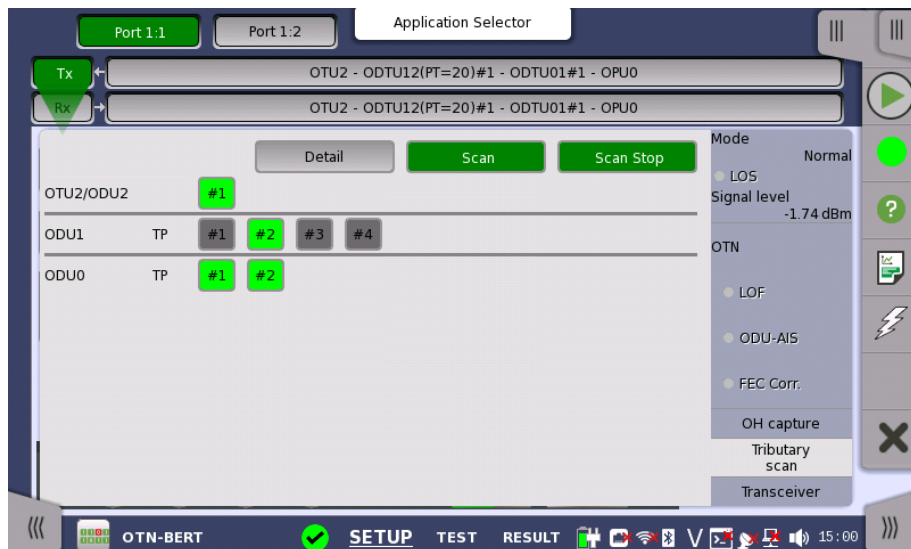 Application Selector
Port 1:1
Port 1:2
Tx
OTU2 - ODTU12(PT=20)#1 - ODTU01#1 - OPU0
Rx
OTU2 - ODTU12(PT=20)#1 - ODTU01#1 - OPU0
Detail
Scan
Scan Stop
OTU2/ODU2 #1
ODU1 TP #1 #2 #3 #4
ODU0 TP #1 #2
Mode
Normal
LOS
Signal level
-1.74 dBm
OTN
LOF
ODU-AIS
FEC Corr.
OH capture
Tributary
scan
Transceiver
OTN-BERT
SETUP TEST RESULT V 15:00